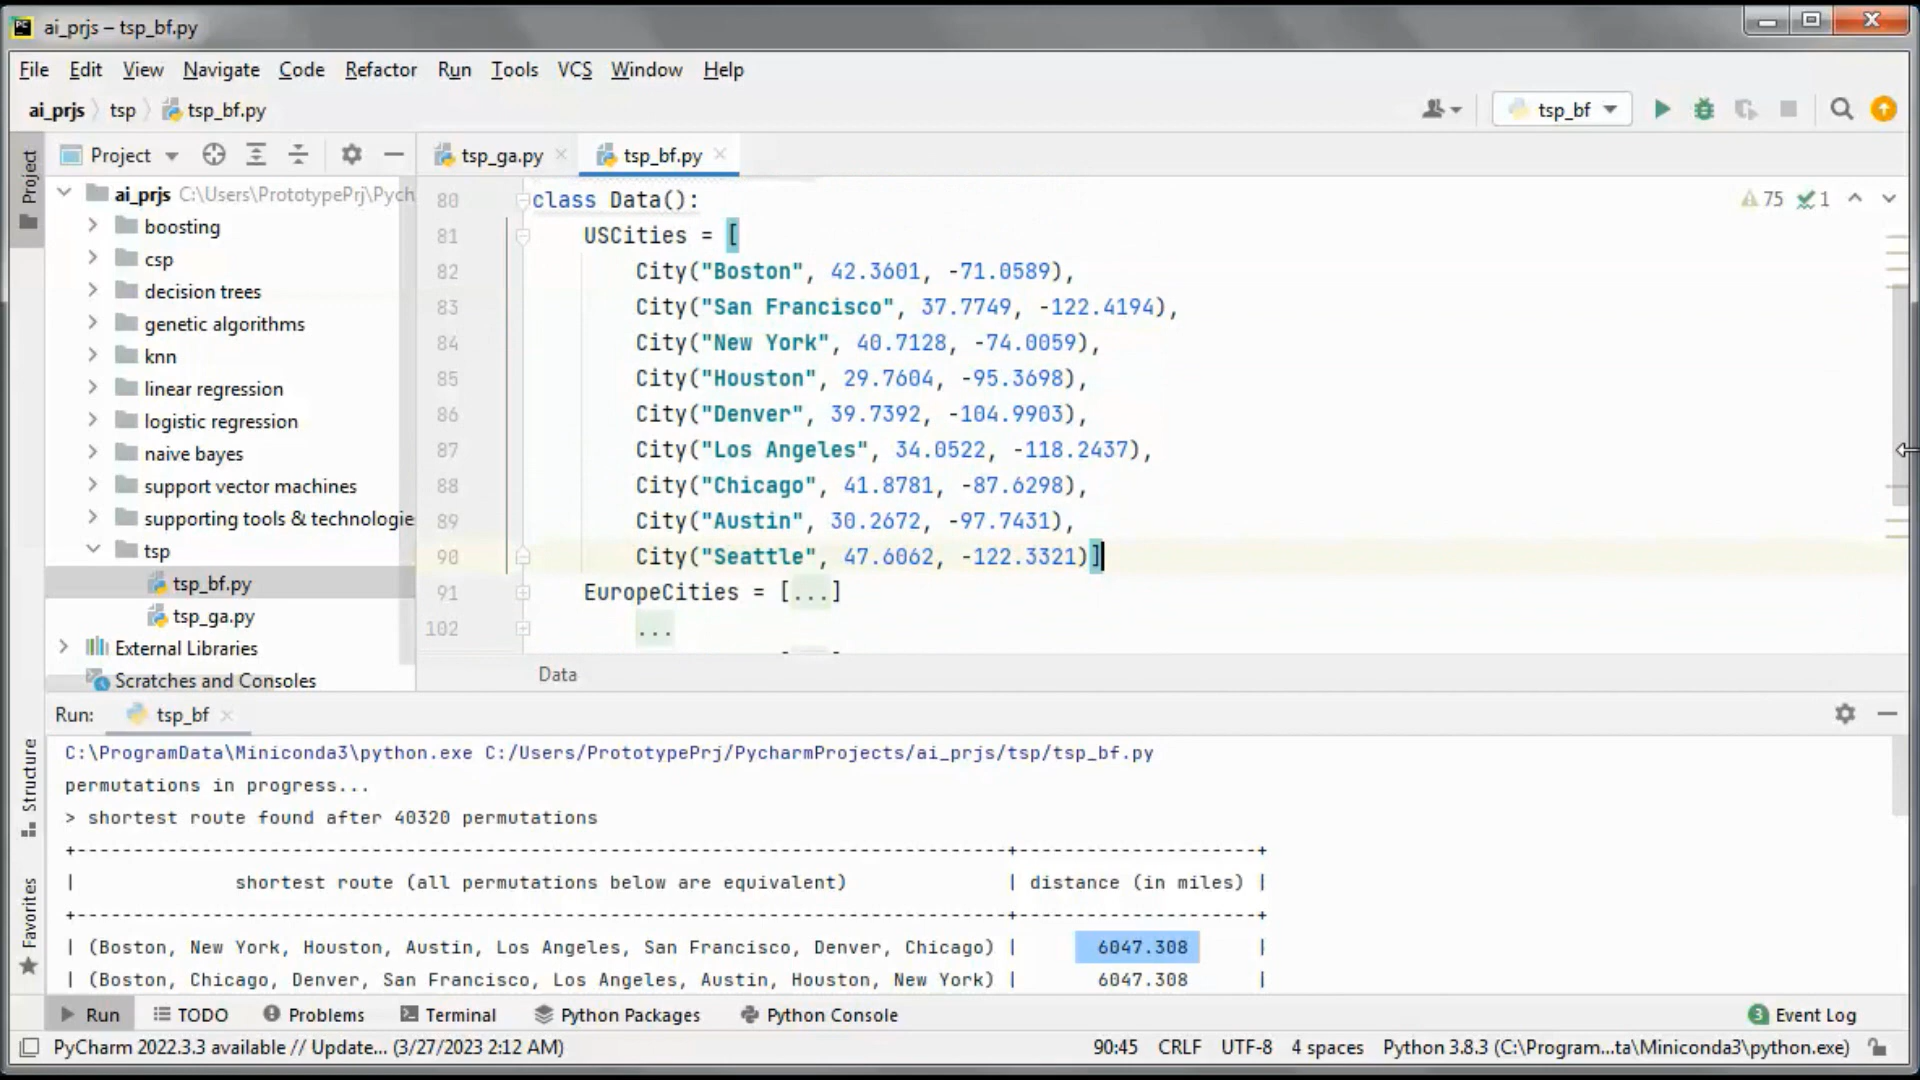 ai_prjs – tsp_bf.py
File Edit View Navigate Code Refactor Run Tools VCS Window Help
ai_prjs tsp tsp_bf.py
tsp_bf
Project
Project
tsp_ga.py
tsp_bf.py
ai_prjs C:\Users\PrototypePrj\Pych
boosting
csp
decision trees
genetic algorithms
knn
linear regression
logistic regression
naive bayes
support vector machines
supporting tools & technologie
tsp
tsp_bf.py
tsp_ga.py
External Libraries
Scratches and Consoles
75 1
80 class Data():
81 USCities = [
82 City("Boston", 42.3601, -71.0589),
83 City("San Francisco", 37.7749, -122.4194),
84 City("New York", 40.7128, -74.0059),
85 City("Houston", 29.7604, -95.3698),
86 City("Denver", 39.7392, -104.9903),
87 City("Los Angeles", 34.0522, -118.2437),
88 City("Chicago", 41.8781, -87.6298),
89 City("Austin", 30.2672, -97.7431),
90 City("Seattle", 47.6062, -122.3321)]
91 EuropeCities = [...]
102 ...
Data
Run: tsp_bf
Structure
Favorites
C:\ProgramData\Miniconda3\python.exe C:/Users/PrototypePrj/PycharmProjects/ai_prjs/tsp/tsp_bf.py
permutations in progress...
> shortest route found after 40320 permutations
+----------------------------------------------------------------------------------+---------------------+
| shortest route (all permutations below are equivalent) | distance (in miles) |
+----------------------------------------------------------------------------------+---------------------+
| (Boston, New York, Houston, Austin, Los Angeles, San Francisco, Denver, Chicago) | 6047.308 |
| (Boston, Chicago, Denver, San Francisco, Los Angeles, Austin, Houston, New York) | 6047.308 |
Run TODO Problems Terminal Python Packages Python Console 3 Event Log
PyCharm 2022.3.3 available // Update... (3/27/2023 2:12 AM) 90:45 CRLF UTF-8 4 spaces Python 3.8.3 (C:\Program...ta\Miniconda3\python.exe)